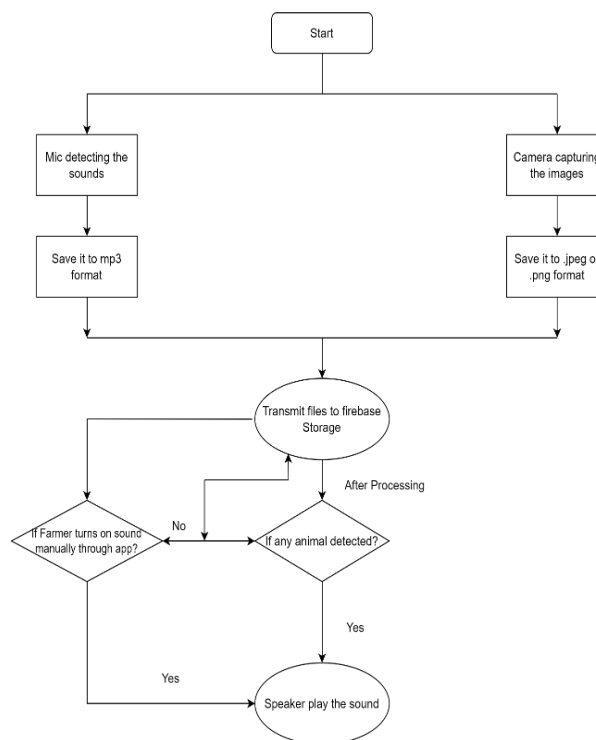 Start
Mic detecting the
sounds
Camera capturing
the images
Save it to mp3
format
Save it to .jpeg o
.png format
Transmit files to firebase
Storage
After Processing
If Farmer turns on sound
manually through app?
No
If any animal detected?
Yes
Yes
Speaker play the sound